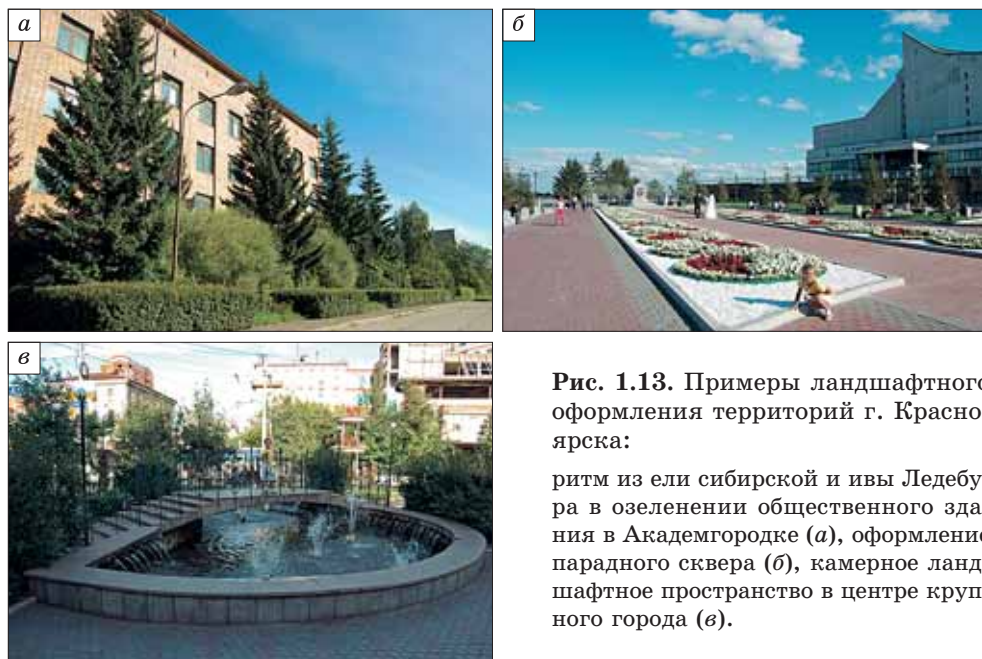 а
б
в
Рис. 1.13. Примеры ландшафтного
оформления территорий г. Красно-
ярска:
ритм из ели сибирской и ивы Ледебу-
ра в озеленении общественного зда-
ния в Академгородке (а), оформление
парадного сквера (б), камерное ланд-
шафтное пространство в центре круп-
ного города (в).